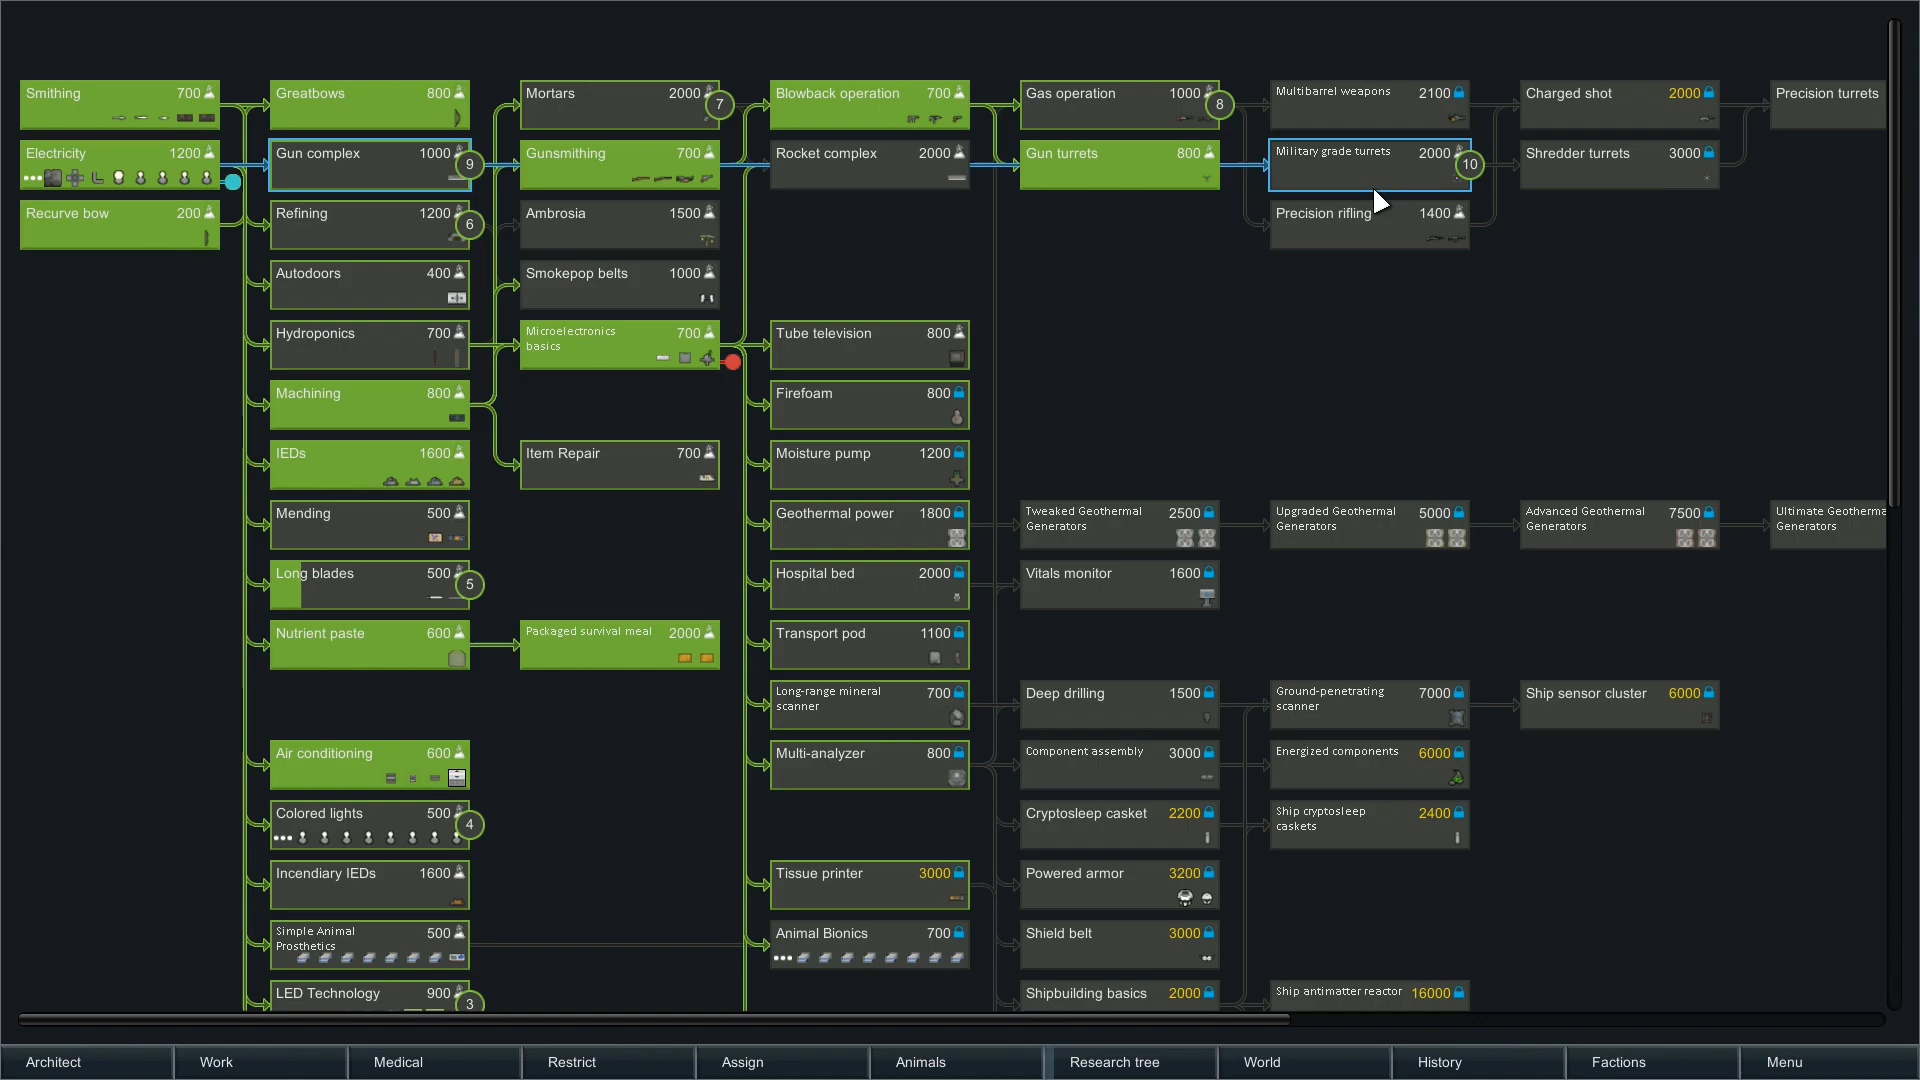 Smithing 700
Greatbows 800
Mortars 2000
7
Blowback operation 700
Gas operation 1000
8
Multibarrel weapons 2100
Charged shot 2000
Precision turrets
Electricity 1200
Gun complex 1000
9
Gunsmithing 700
Rocket complex 2000
Gun turrets 800
Military grade turrets 2000
10
Shredder turrets 3000
Recurve bow 200
Refining 1200
6
Ambrosia 1500
Precision rifling 1400
Autodoors 400
Smokepop belts 1000
Hydroponics 700
Microelectronics 700
basics
Tube television 800
Machining 800
Firefoam 800
IEDs 1600
Item Repair 700
Moisture pump 1200
Mending 500
Geothermal power 1800
Tweaked Geothermal 2500
Generators
Upgraded Geothermal 5000
Generators
Advanced Geothermal 7500
Generators
Ultimate Geotherma
Generators
Long blades 500
5
Hospital bed 2000
Vitals monitor 1600
Nutrient paste 600
Packaged survival meal 2000
Transport pod 1100
Long-range mineral 700
scanner
Deep drilling 1500
Ground-penetrating 7000
scanner
Ship sensor cluster 6000
Air conditioning 600
Multi-analyzer 800
Component assembly 3000
Energized components 6000
Colored lights 500
4
Cryptosleep casket 2200
Ship cryptosleep 2400
caskets
Incendiary IEDs 1600
Tissue printer 3000
Powered armor 3200
Simple Animal 500
Prosthetics
Animal Bionics 700
Shield belt 3000
LED Technology 900
3
Shipbuilding basics 2000
Ship antimatter reactor 16000
Architect Work Medical Restrict Assign Animals Research tree World History Factions Menu